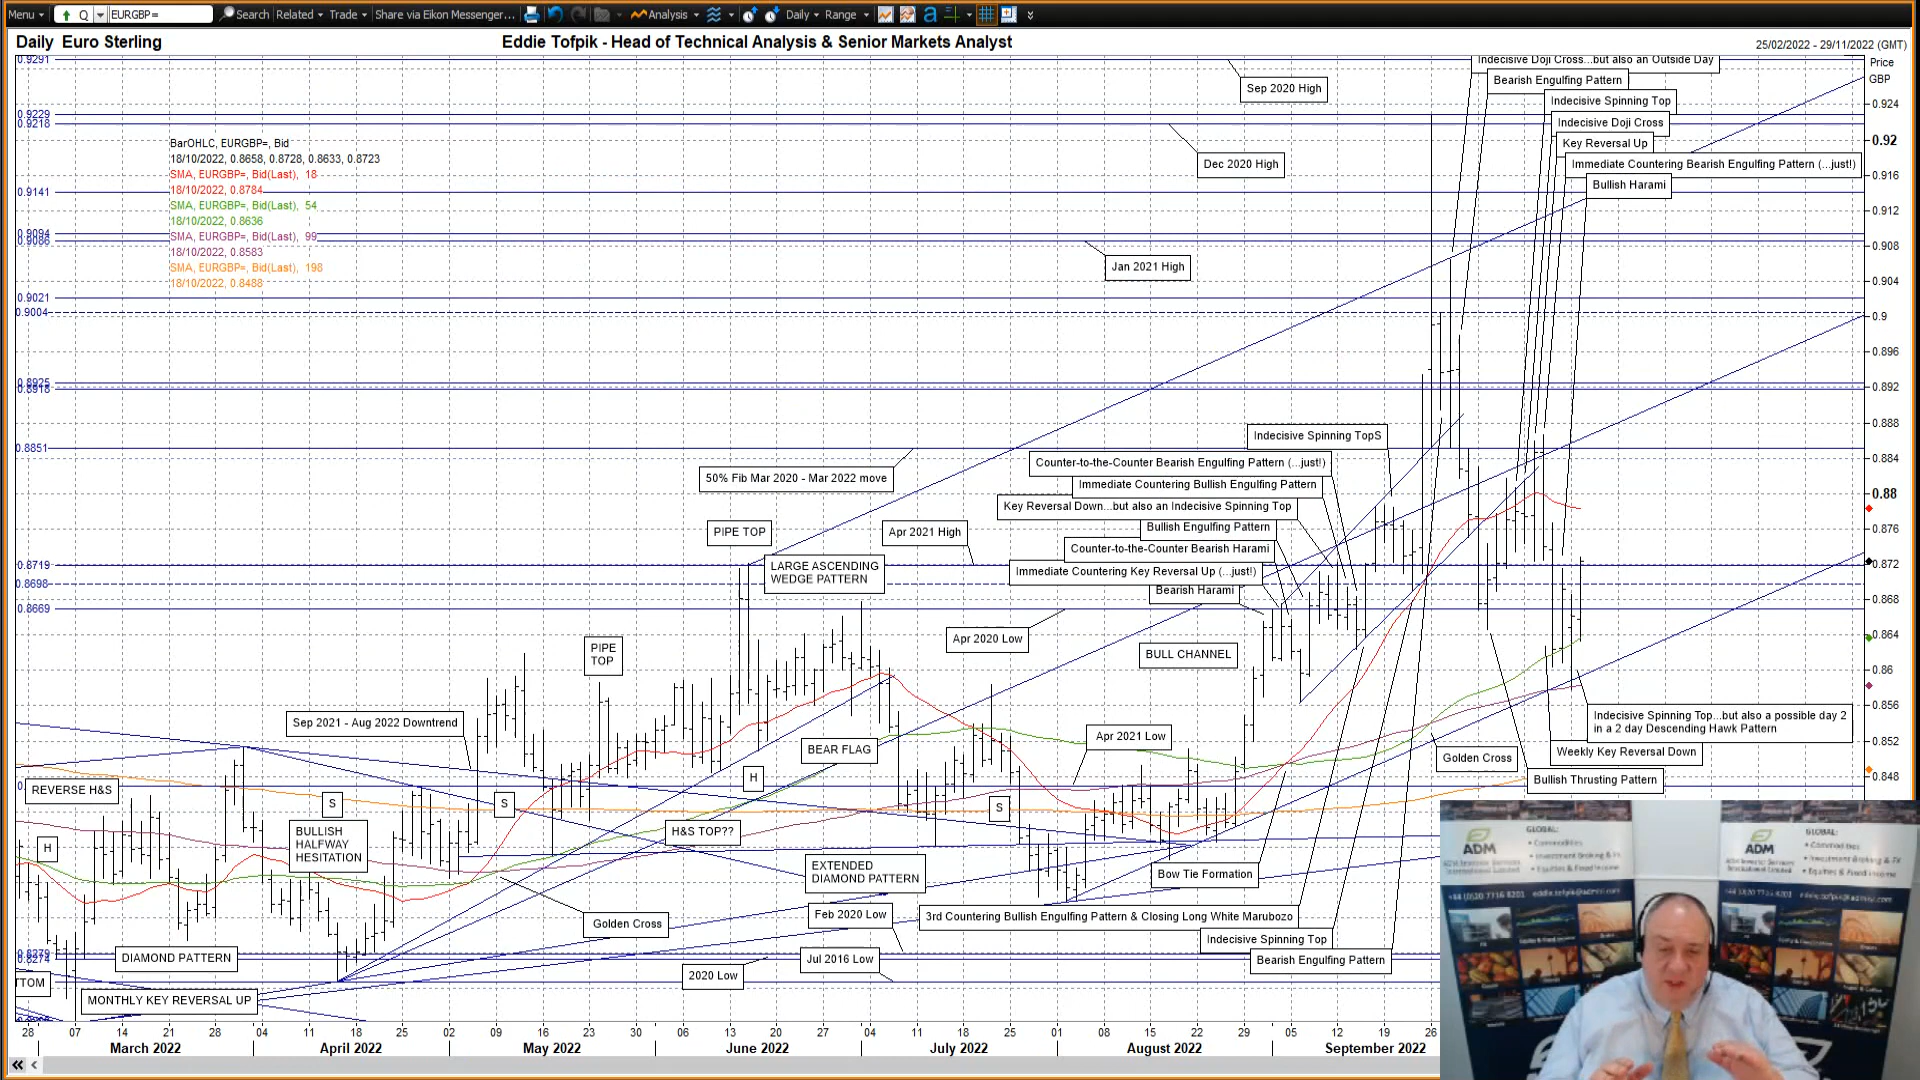 Menu Q EURGBP= Search Related Trade Share via Eikon Messenger... Analysis Daily Range a
Daily Euro Sterling
Eddie Tofpik - Head of Technical Analysis & Senior Markets Analyst
25/02/2022 - 29/11/2022 (GMT)
Price
GBP
0.9291
0.9229
0.9218
0.9141
0.9094
0.9086
0.9021
0.9004
0.8925
0.8918
0.8851
0.8719
0.8698
0.8669
0.8279
0.8274
BarOHLC, EURGBP=, Bid
18/10/2022, 0.8658, 0.8728, 0.8633, 0.8723
SMA, EURGBP=, Bid(Last), 18
18/10/2022, 0.8784
SMA, EURGBP=, Bid(Last), 54
18/10/2022, 0.8636
SMA, EURGBP=, Bid(Last), 99
18/10/2022, 0.8583
SMA, EURGBP=, Bid(Last), 198
18/10/2022, 0.8488
Indecisive Doji Cross...but also an Outside Day
Bearish Engulfing Pattern
Sep 2020 High
Indecisive Spinning Top
Indecisive Doji Cross
Key Reversal Up
Dec 2020 High
Immediate Countering Bearish Engulfing Pattern (...just!)
Bullish Harami
Jan 2021 High
Indecisive Spinning TopS
50% Fib Mar 2020 - Mar 2022 move
Counter-to-the-Counter Bearish Engulfing Pattern (...just!)
Immediate Countering Bullish Engulfing Pattern
Key Reversal Down...but also an Indecisive Spinning Top
PIPE TOP
Apr 2021 High
Bullish Engulfing Pattern
Counter-to-the-Counter Bearish Harami
LARGE ASCENDING
WEDGE PATTERN
Immediate Countering Key Reversal Up (...just!)
Bearish Harami
Apr 2020 Low
PIPE
TOP
BULL CHANNEL
Sep 2021 - Aug 2022 Downtrend
BEAR FLAG
Apr 2021 Low
Indecisive Spinning Top...but also a possible day 2
in a 2 day Descending Hawk Pattern
Weekly Key Reversal Down
Golden Cross
Bullish Thrusting Pattern
REVERSE H&S
H
S
S
H
S
BULLISH
HALFWAY
HESITATION
H&S TOP??
EXTENDED
DIAMOND PATTERN
Bow Tie Formation
Feb 2020 Low
3rd Countering Bullish Engulfing Pattern & Closing Long White Marubozo
Golden Cross
Indecisive Spinning Top
DIAMOND PATTERN
Jul 2016 Low
Bearish Engulfing Pattern
2020 Low
TTOM
MONTHLY KEY REVERSAL UP
0.924
0.92
0.916
0.912
0.908
0.904
0.9
0.896
0.892
0.888
0.884
0.88
0.876
0.872
0.868
0.864
0.86
0.856
0.852
0.848
28 07 14 21 28 04 11 18 25 02 09 16 23 30 06 13 20 27 04 11 18 25 01 08 15 22 29 05 12 19 26
March 2022 April 2022 May 2022 June 2022 July 2022 August 2022 September 2022
ADM
GLOBAL:
ADM
GLOBAL: